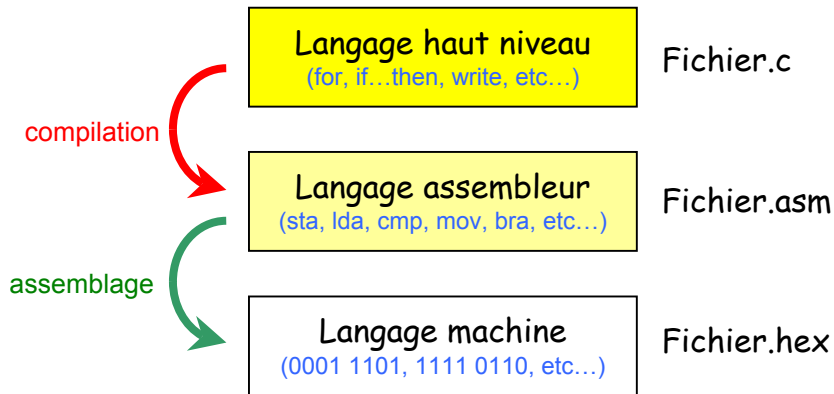 Langage haut niveau
(for, if…then, write, etc…)
Fichier.c
compilation
Langage assembleur
(sta, lda, cmp, mov, bra, etc…)
Fichier.asm
assemblage
Langage machine
(0001 1101, 1111 0110, etc…)
Fichier.hex